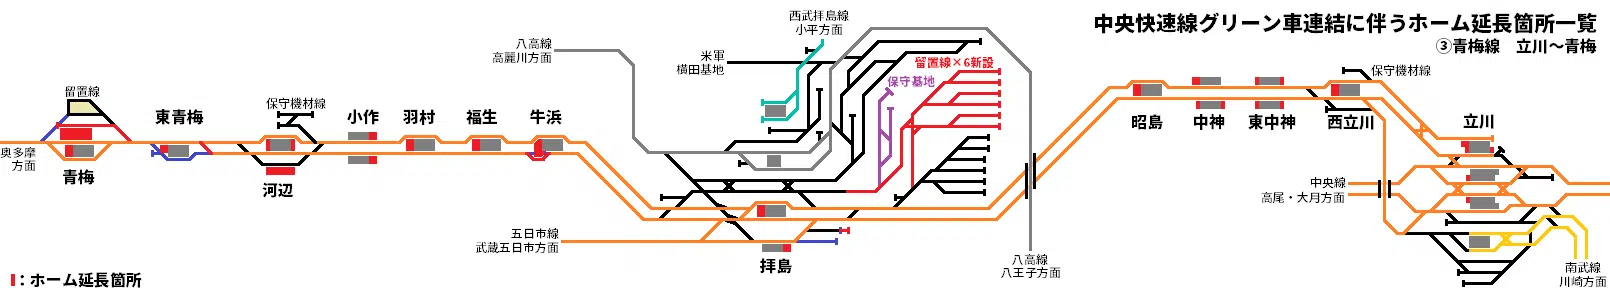 中央快速線グリーン車連結に伴うホーム延長箇所一覧
③青梅線　立川～青梅
西武拝島線
小平方面
八高線
高麗川方面
米軍
横田基地
留置線×6新設
保守基地
保守機材線
留置線
保守機材線
東青梅
小作
羽村
福生
牛浜
昭島
中神
東中神
西立川
立川
奥多摩
方面
青梅
河辺
中央線
高尾・大月方面
五日市線
武蔵五日市方面
拝島
八高線
八王子方面
南武線
川崎方面
：ホーム延長箇所